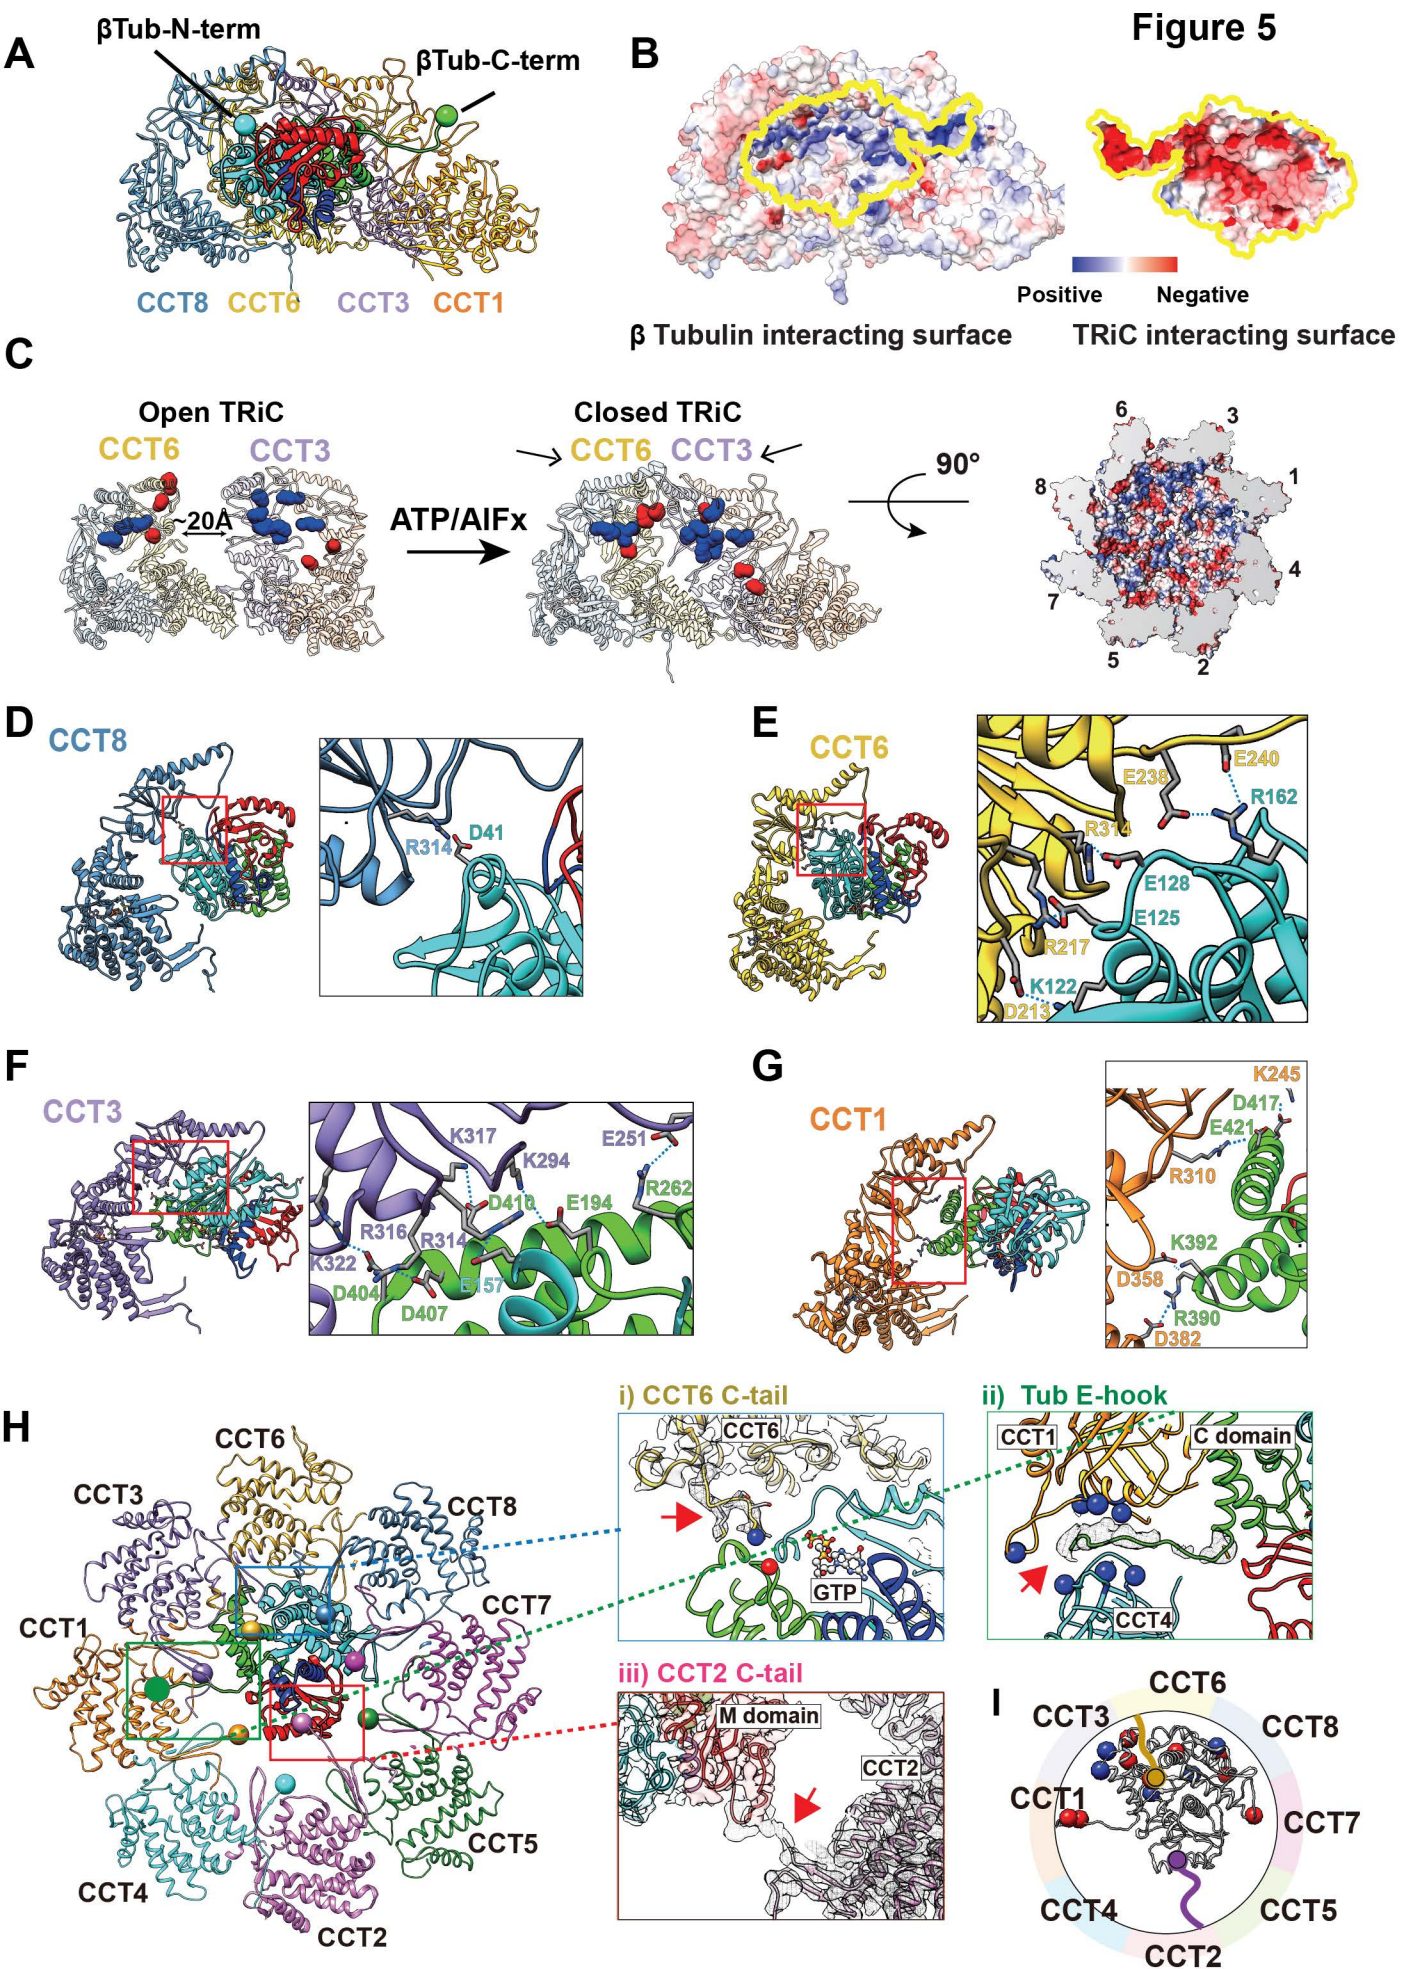 Figure 5
A
βTub-N-term
βTub-C-term
CCT8 CCT6 CCT3 CCT1
B
Positive Negative
β Tubulin interacting surface
TRiC interacting surface
C
Open TRiC
CCT6 CCT3
~20Å
ATP/AlFx
Closed TRiC
CCT6 CCT3
90°
6
3
8
1
7
4
5
2
D
CCT8
D41
R314
E
CCT6
E238
E240
R162
R314
E128
E125
R217
K122
D213
F
CCT3
K317
E251
K294
R262
D410
E194
R316
R314
K322
E157
D404
D407
G
CCT1
K245
D417
E421
R310
K392
D358
R390
D382
H
CCT6
CCT3
CCT8
CCT1
CCT7
CCT4
CCT5
CCT2
i) CCT6 C-tail
CCT6
GTP
ii) Tub E-hook
CCT1
C domain
CCT4
iii) CCT2 C-tail
M domain
CCT2
I
CCT6
CCT3
CCT8
CCT1
CCT7
CCT4
CCT5
CCT2